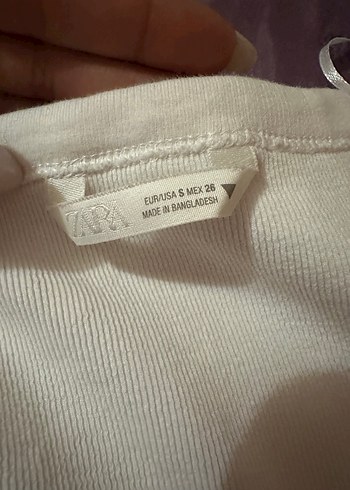 ZARA
EUR/USA S MEX 26
MADE IN BANGLADESH